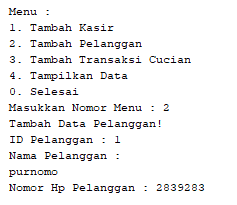 Menu :
1. Tambah Kasir
2. Tambah Pelanggan
3. Tambah Transaksi Cucian
4. Tampilkan Data
0. Selesai
Masukkan Nomor Menu : 2
Tambah Data Pelanggan!
ID Pelanggan : 1
Nama Pelanggan :
purnomo
Nomor Hp Pelanggan : 2839283